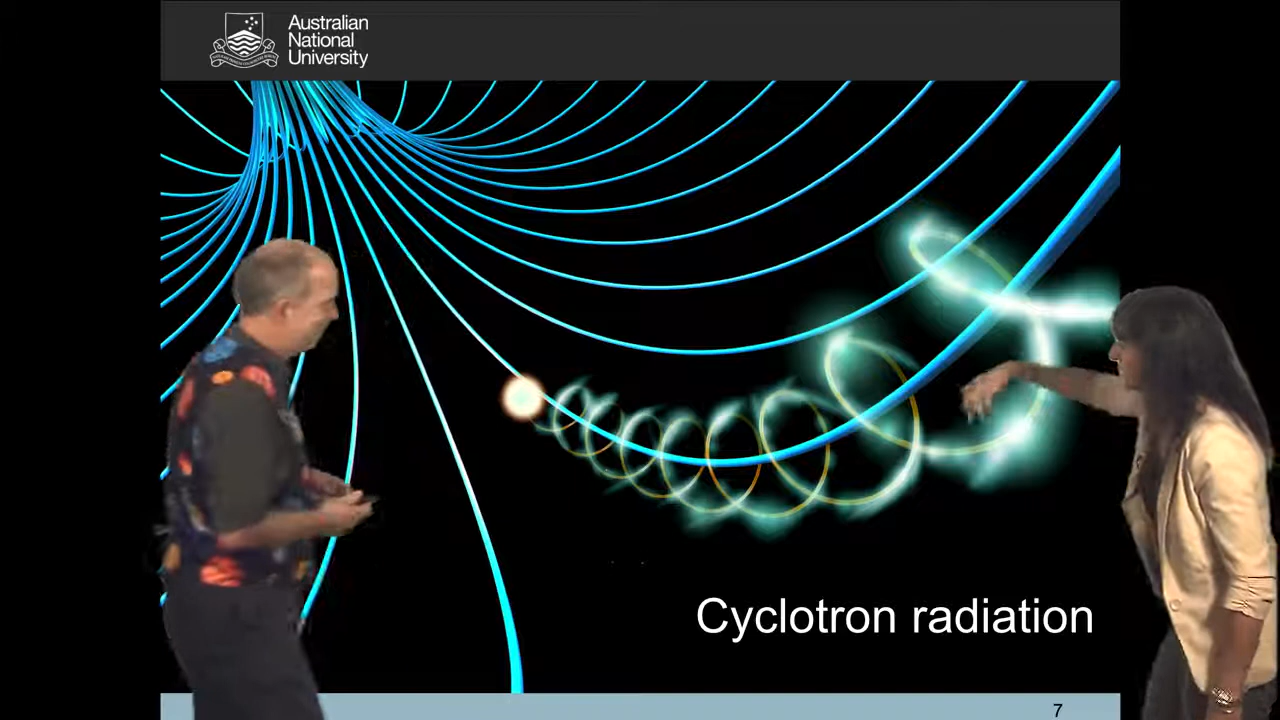 Australian
National
University
Cyclotron radiation
7